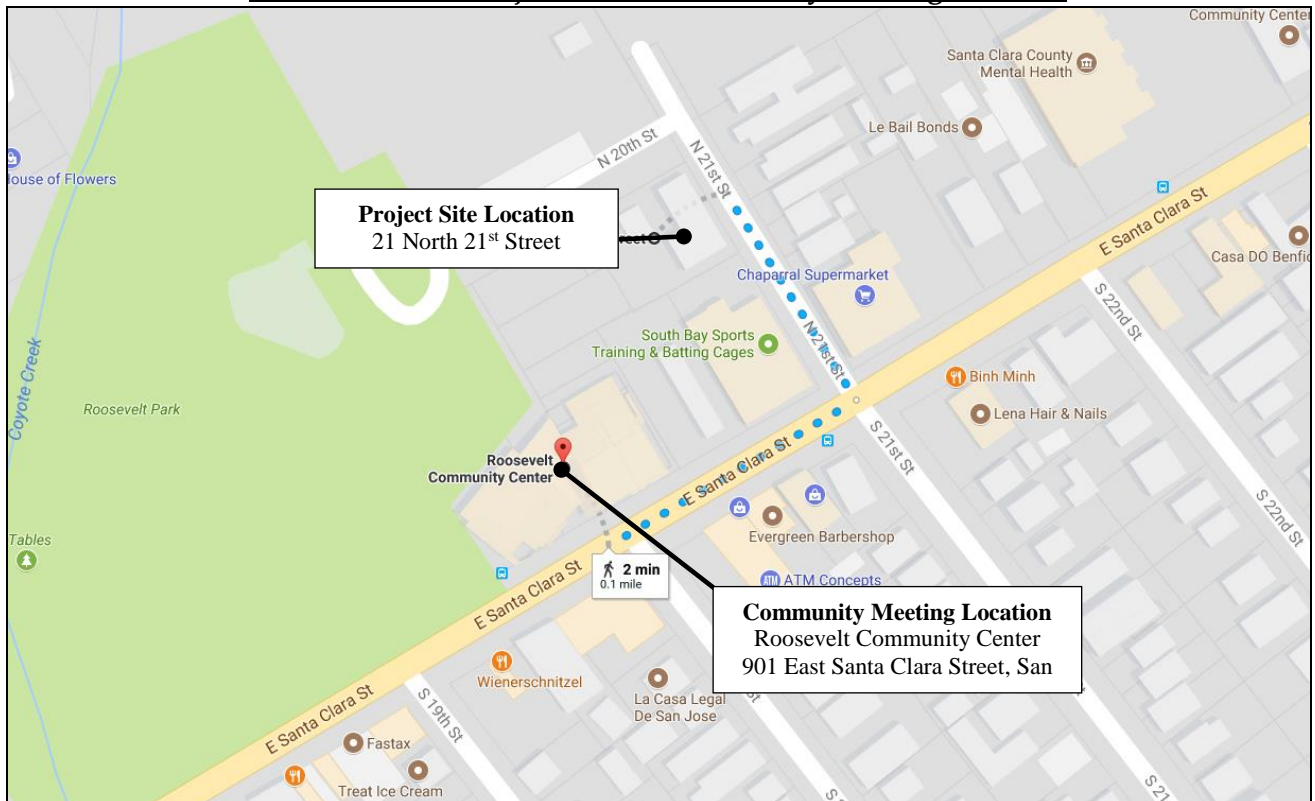 Community Center
Santa Clara County
Mental Health
Le Bail Bonds
N 20th St
N 21st St
House of Flowers
Project Site Location
21 North 21st Street
E Santa Clara St
Casa DO Benfic
Chaparral Supermarket
S 22nd St
South Bay Sports
Training & Batting Cages
N 21st St
Binh Minh
Lena Hair & Nails
Coyote Creek
Roosevelt Park
S 21st St
Roosevelt
Community Center
E Santa Clara St
S 22nd St
Evergreen Barbershop
Tables
2 min
0.1 mile
ATM Concepts
E Santa Clara St
Community Meeting Location
Roosevelt Community Center
901 East Santa Clara Street, San
Wienerschnitzel
La Casa Legal
De San Jose
S 19th St
E Santa Clara St
Fastax
Treat Ice Cream
S 21